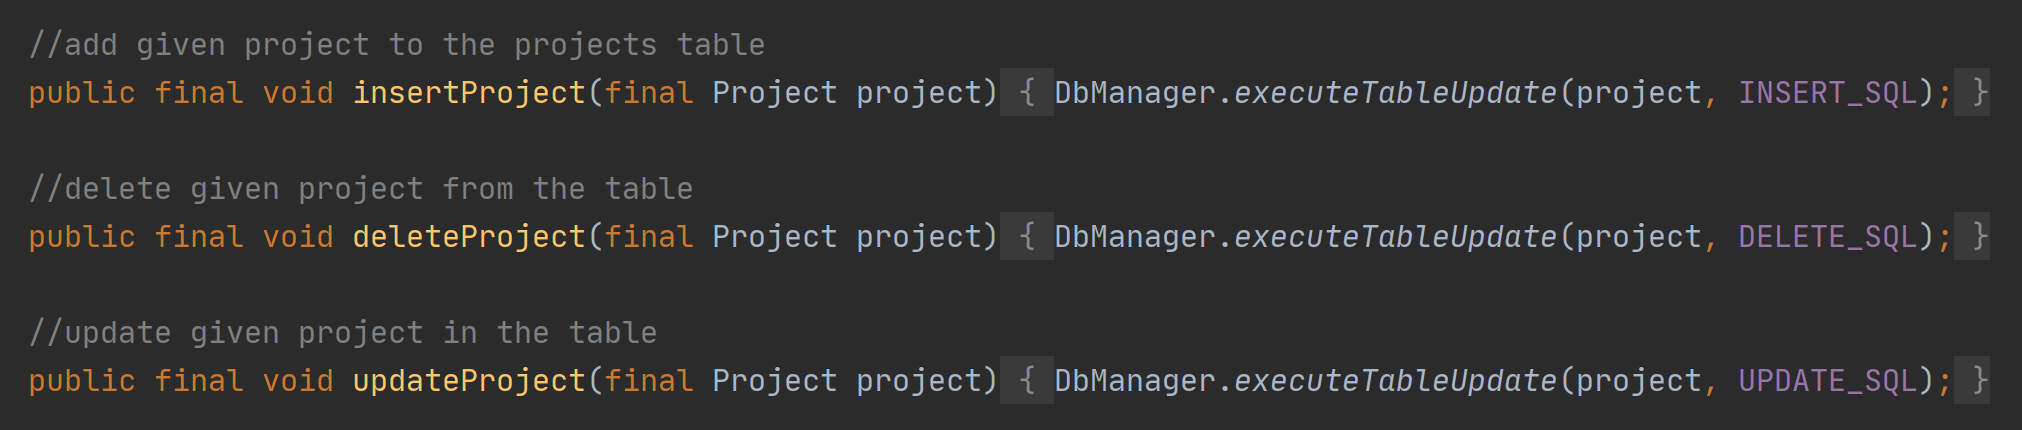 //add given project to the projects table
public final void insertProject(final Project project) { DbManager.executeTableUpdate(project, INSERT_SQL); }
//delete given project from the table
public final void deleteProject(final Project project) { DbManager.executeTableUpdate(project, DELETE_SQL); }
//update given project in the table
public final void updateProject(final Project project) { DbManager.executeTableUpdate(project, UPDATE_SQL); }